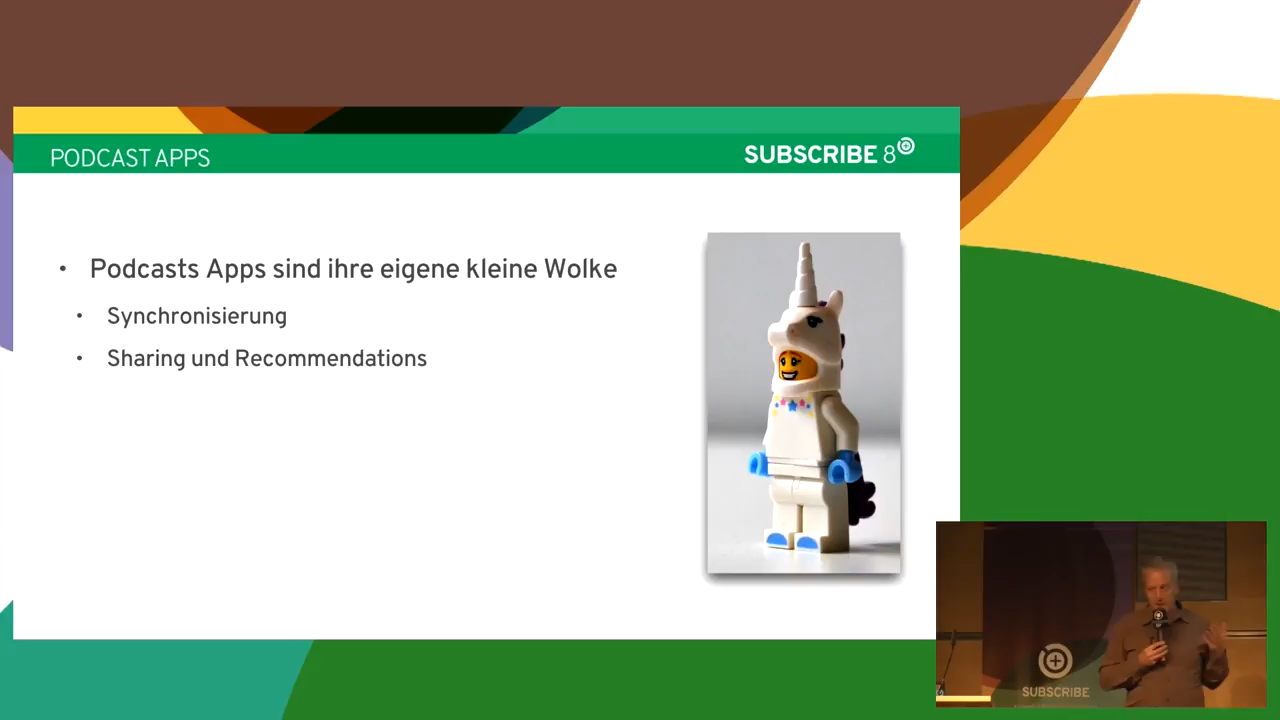 PODCAST APPS
SUBSCRIBE 8
• Podcasts Apps sind ihre eigene kleine Wolke
• Synchronisierung
• Sharing und Recommendations
SUBSCRIBE